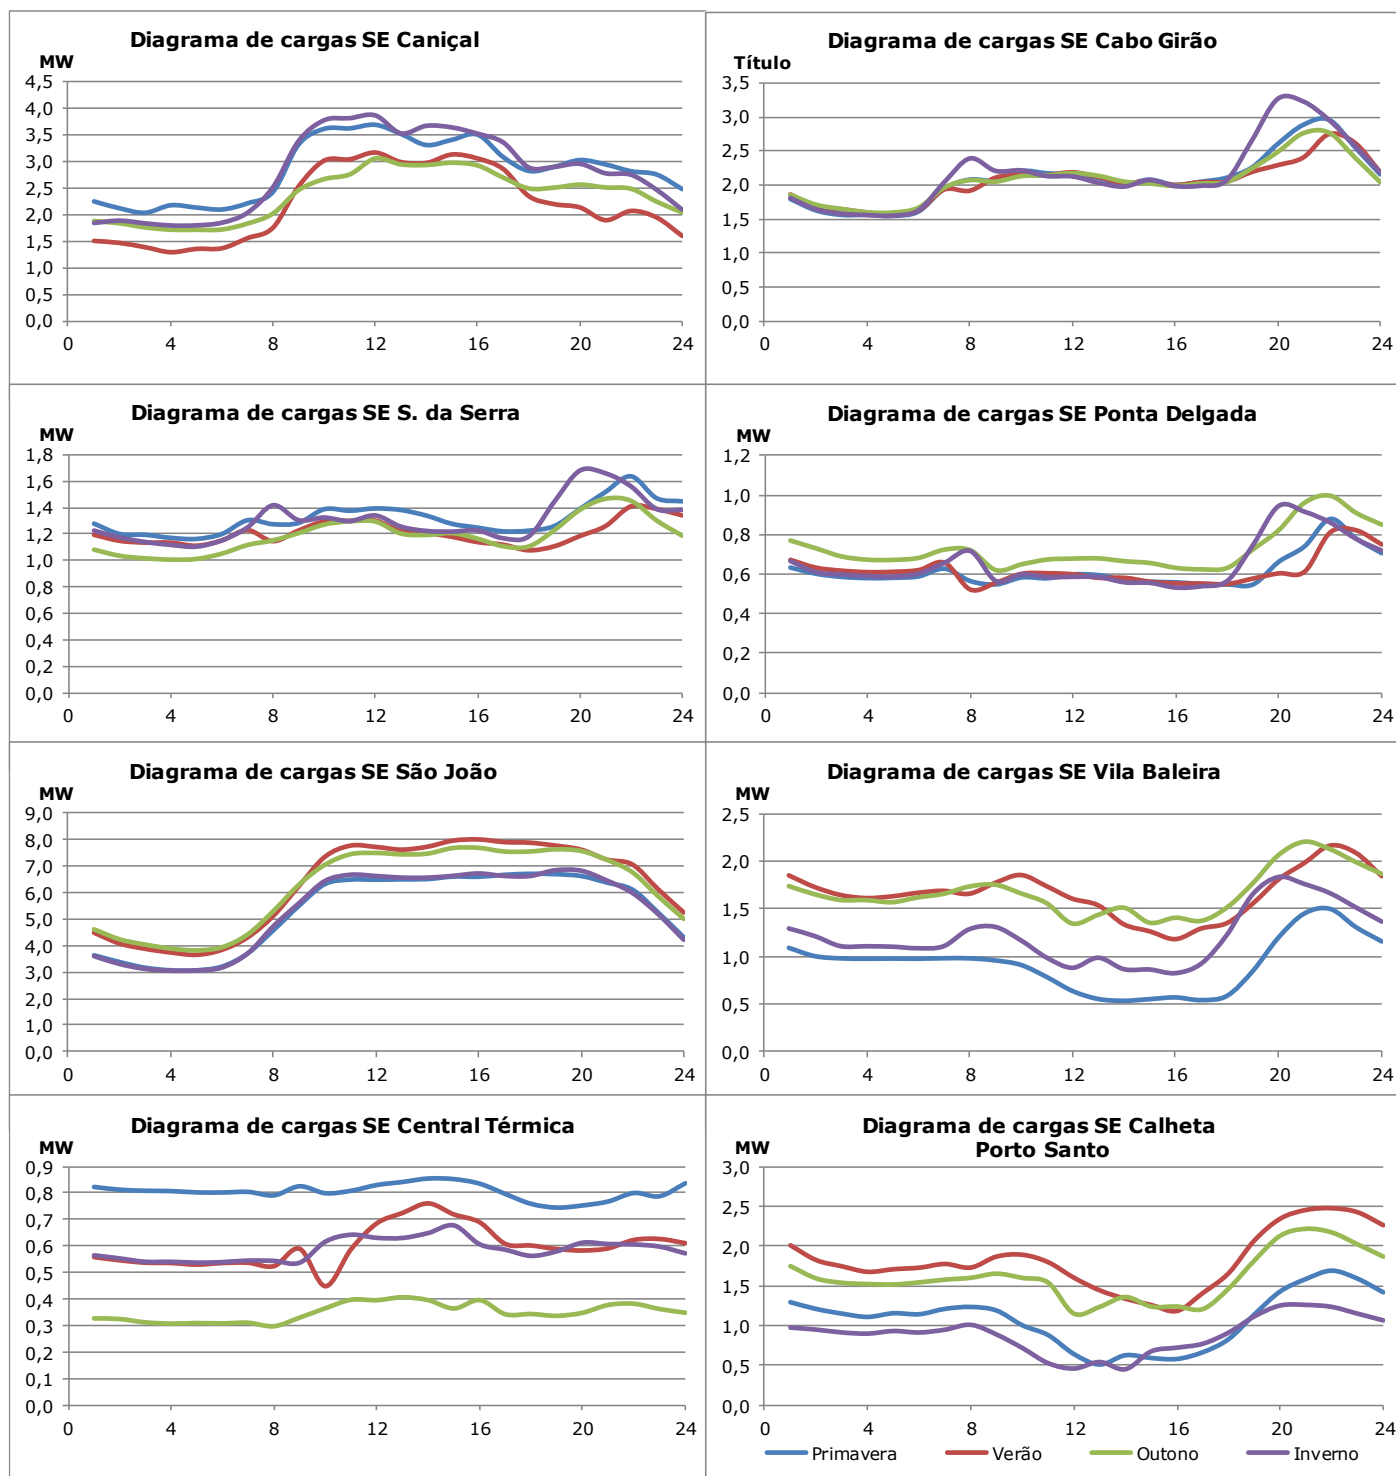 Diagrama de cargas SE Caniçal
MW
4,5
4,0
3,5
3,0
2,5
2,0
1,5
1,0
0,5
0,0
0 4 8 12 16 20 24
Diagrama de cargas SE Cabo Girão
Título
3,5
3,0
2,5
2,0
1,5
1,0
0,5
0,0
0 4 8 12 16 20 24
Diagrama de cargas SE S. da Serra
MW
1,8
1,6
1,4
1,2
1,0
0,8
0,6
0,4
0,2
0,0
0 4 8 12 16 20 24
Diagrama de cargas SE Ponta Delgada
MW
1,2
1,0
0,8
0,6
0,4
0,2
0,0
0 4 8 12 16 20 24
Diagrama de cargas SE São João
MW
9,0
8,0
7,0
6,0
5,0
4,0
3,0
2,0
1,0
0,0
0 4 8 12 16 20 24
Diagrama de cargas SE Vila Baleira
MW
2,5
2,0
1,5
1,0
0,5
0,0
0 4 8 12 16 20 24
Diagrama de cargas SE Central Térmica
MW
0,9
0,8
0,7
0,6
0,5
0,4
0,3
0,2
0,1
0,0
0 4 8 12 16 20 24
Diagrama de cargas SE Calheta
Porto Santo
MW
3,0
2,5
2,0
1,5
1,0
0,5
0,0
0 4 8 12 16 20 24
Primavera Verão Outono Inverno